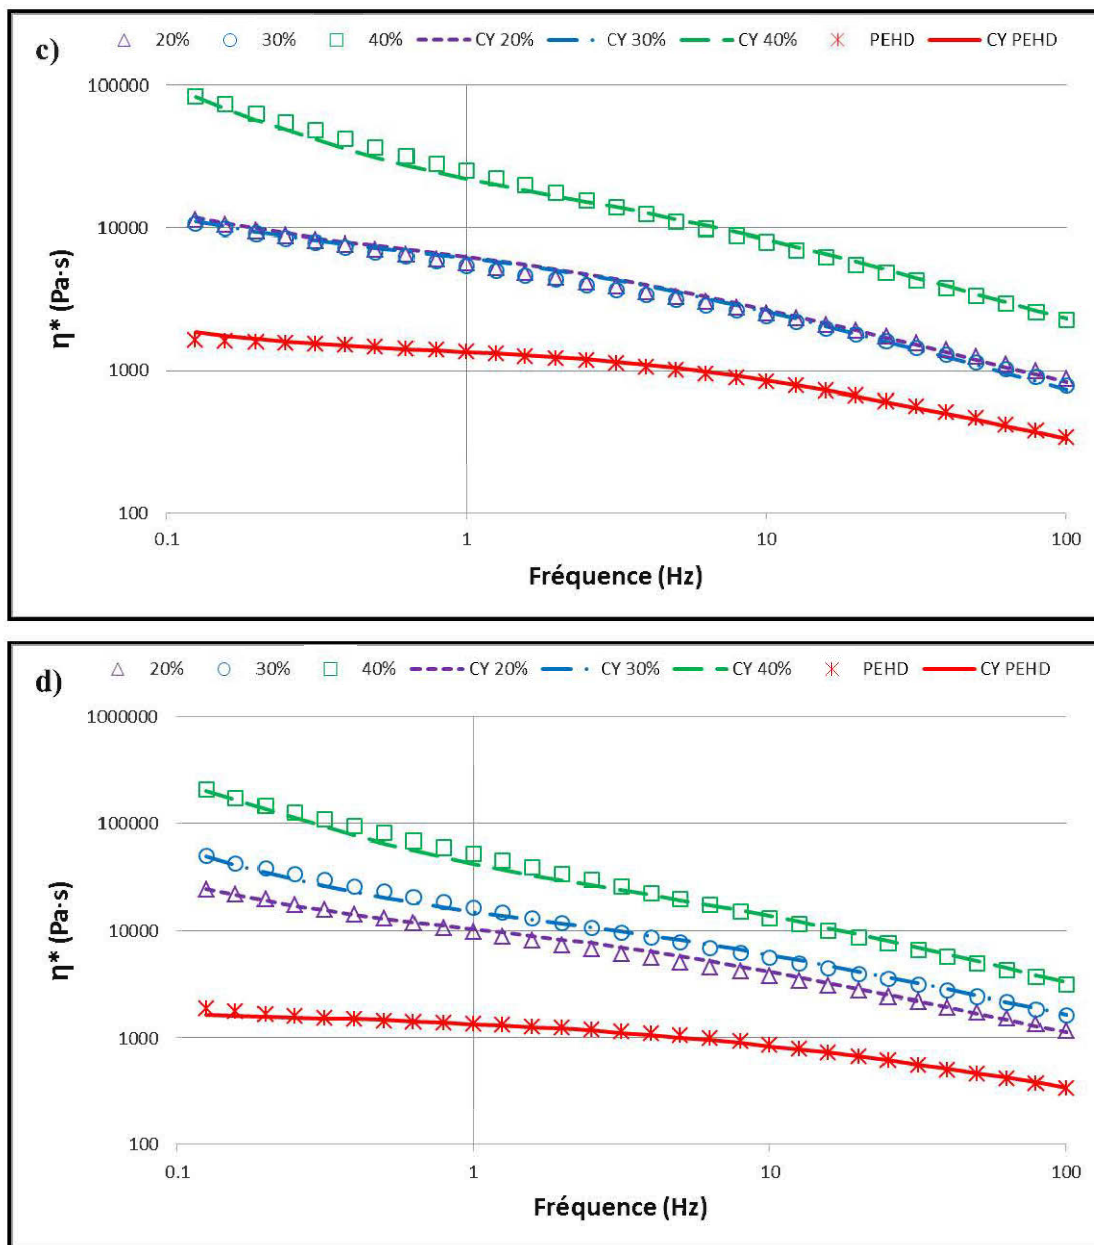 c)
20% 30% 40% CY 20% CY 30% CY 40% PEHD CY PEHD
100000
10000
1000
100
η* (Pa·s)
0.1 1 10 100
Fréquence (Hz)
d)
20% 30% 40% CY 20% CY 30% CY 40% PEHD CY PEHD
1000000
100000
10000
1000
100
η* (Pa·s)
0.1 1 10 100
Fréquence (Hz)